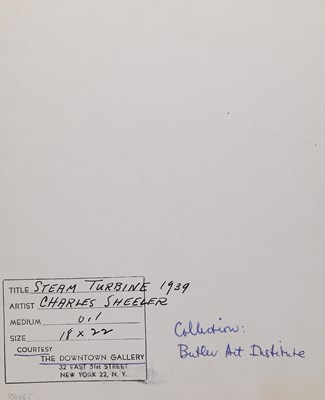 TITLE STEAM TURBINE 1939
ARTIST CHARLES SHEELER
MEDIUM oil
SIZE 18 x 22
COURTESY
THE DOWNTOWN GALLERY
32 EAST 51st STREET
NEW YORK 22, N. Y.
Collection:
Butler Art Institute